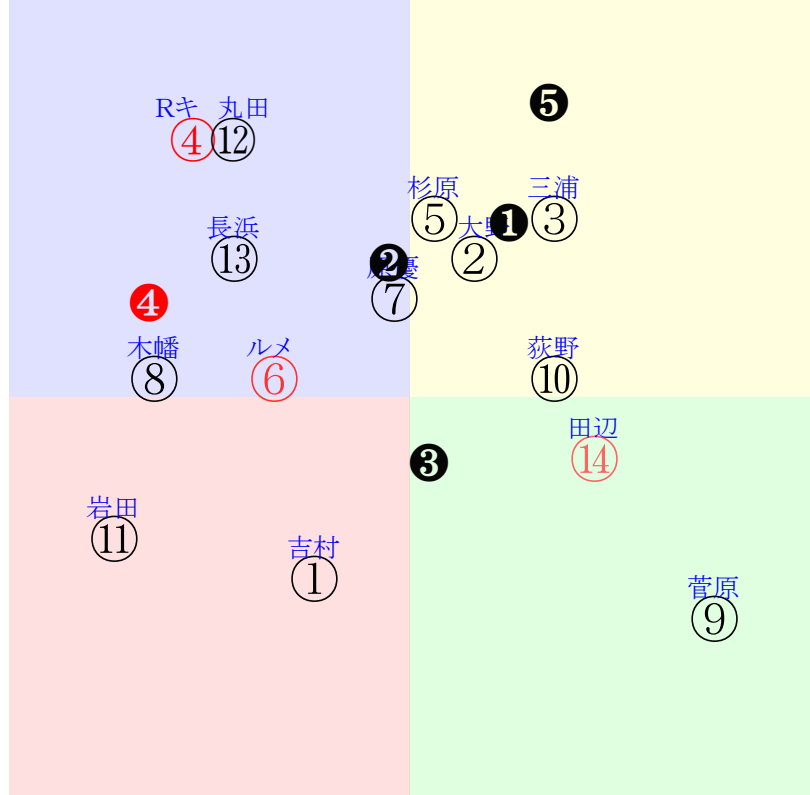 ❺
Rキ 丸田
④ ⑫
杉原 三浦
⑤ ❶ ③
長浜 大野
⑬ ❷ ②
⑦
❹
木幡 ルメ 荻野
⑧ ⑥ ⑩
田辺
❸ ⑭
岩田
⑪
吉村
①
菅原
⑨